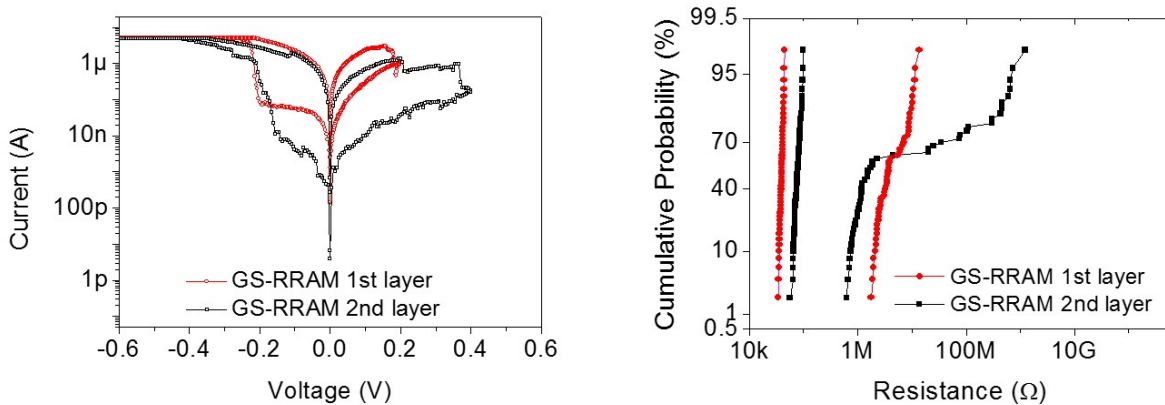 Current (A)
1µ
10n
100p
1p
GS-RRAM 1st layer
GS-RRAM 2nd layer
-0.6 -0.4 -0.2 0.0 0.2 0.4 0.6
Voltage (V)
Cumulative Probability (%)
99.5
95
70
40
10
1
0.5
GS-RRAM 1st layer
GS-RRAM 2nd layer
10k 1M 100M 10G
Resistance (Ω)